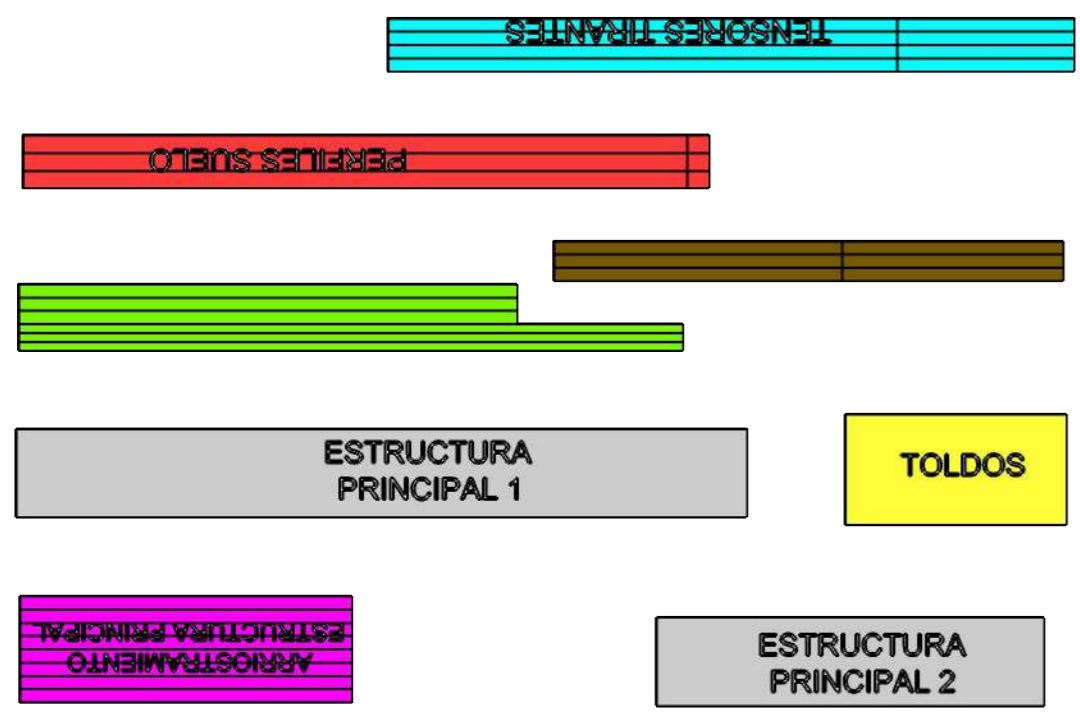 TENSORES TIRANTES
PERFILES SUELO
ESTRUCTURA
PRINCIPAL 1
TOLDOS
ARRIOSTRAMIENTO
ESTRUCTURA PRINCIPAL
ESTRUCTURA
PRINCIPAL 2